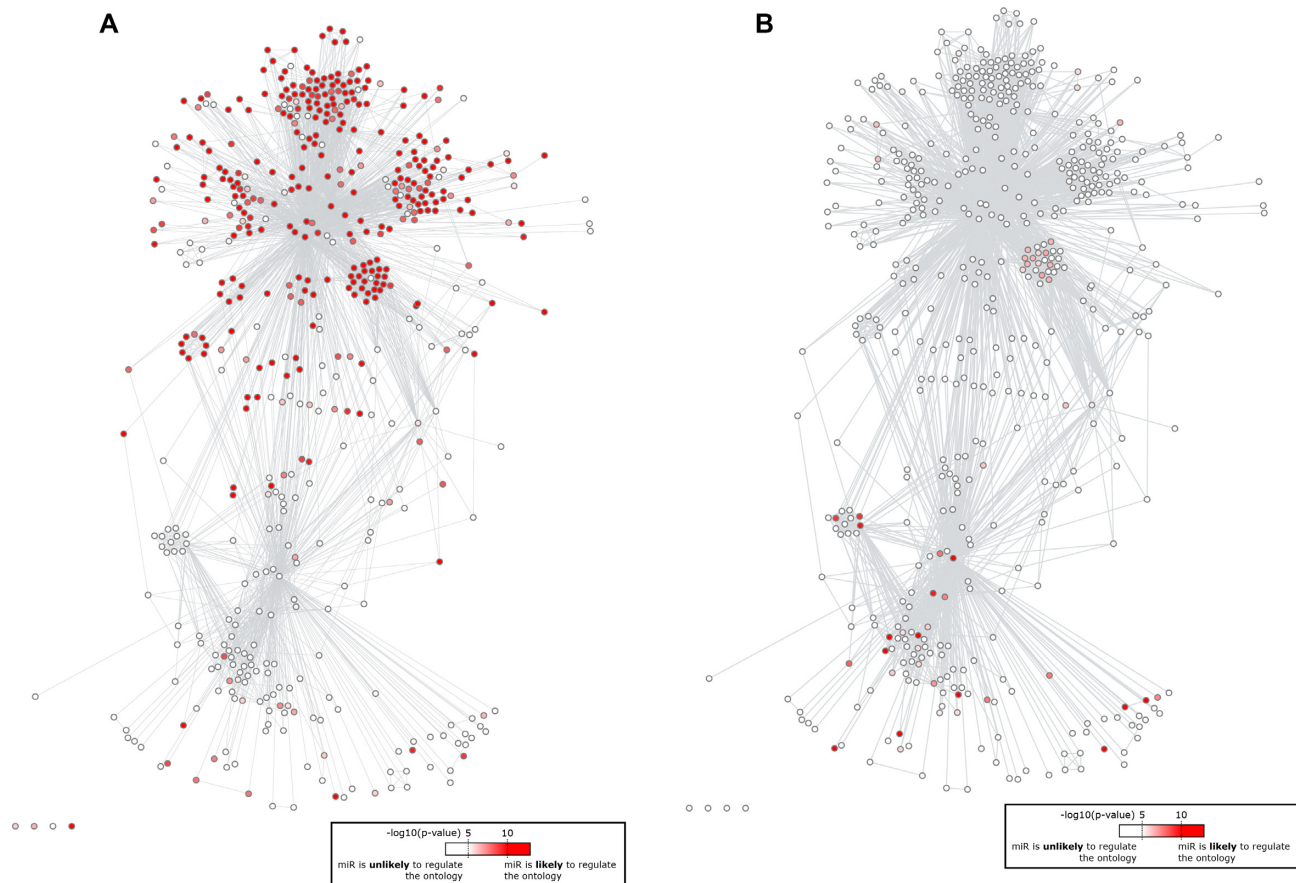 A
B
-log10(p-value) 5 10
miR is unlikely to regulate the ontology
miR is likely to regulate the ontology
-log10(p-value) 5 10
miR is unlikely to regulate the ontology
miR is likely to regulate the ontology